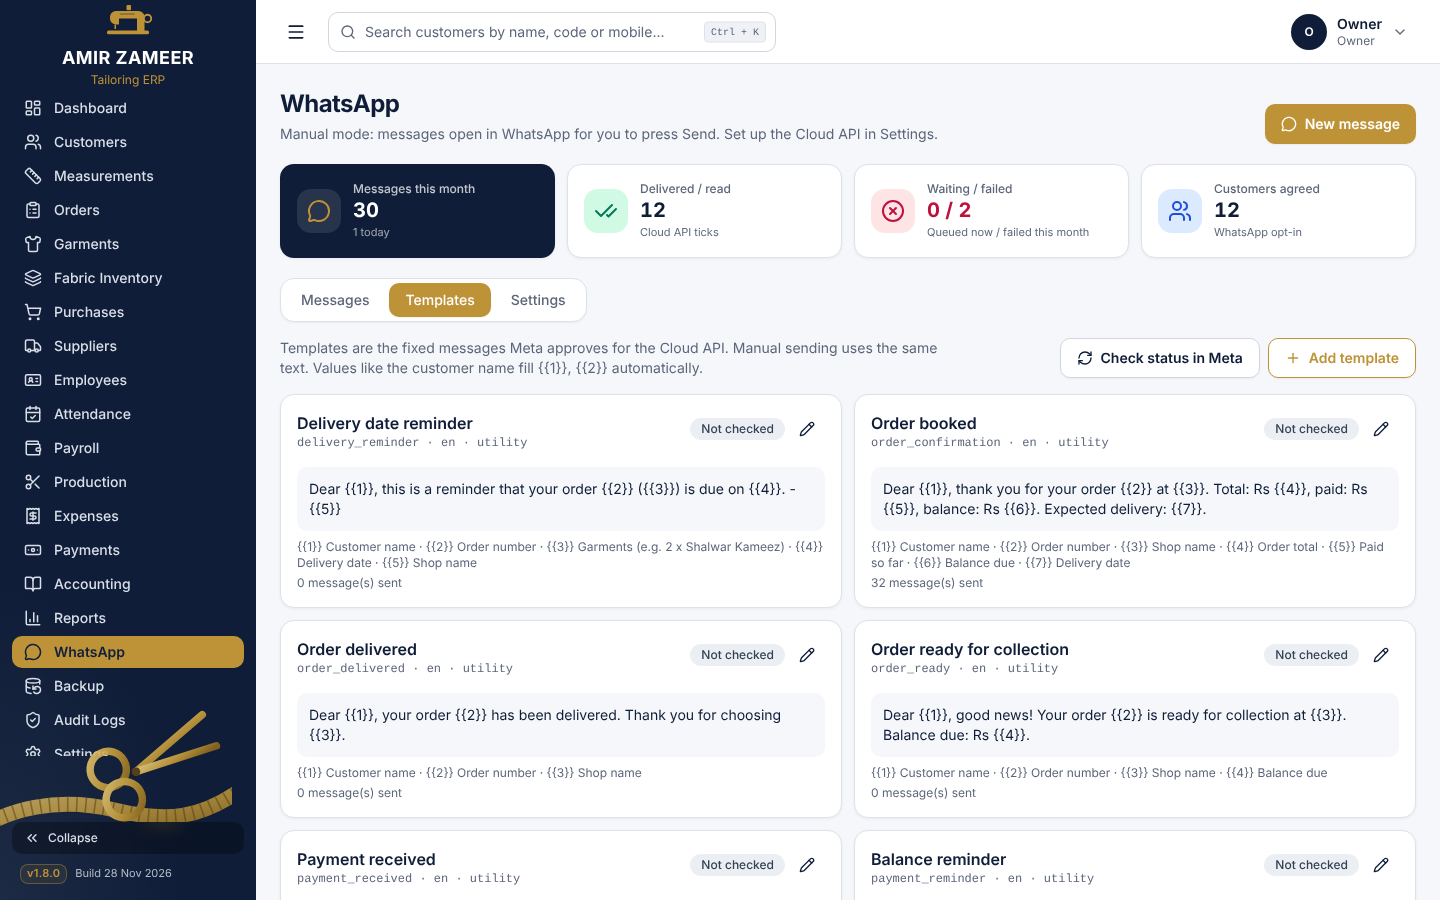 AMIR ZAMEER
Tailoring ERP
Dashboard
Customers
Measurements
Orders
Garments
Fabric Inventory
Purchases
Suppliers
Employees
Attendance
Payroll
Production
Expenses
Payments
Accounting
Reports
WhatsApp
Backup
Audit Logs
Settings
Collapse
v1.8.0 Build 28 Nov 2026
Search customers by name, code or mobile... Ctrl + K
O
Owner
Owner
WhatsApp
Manual mode: messages open in WhatsApp for you to press Send. Set up the Cloud API in Settings.
New message
Messages this month
30
1 today
Delivered / read
12
Cloud API ticks
Waiting / failed
0 / 2
Queued now / failed this month
Customers agreed
12
WhatsApp opt-in
Messages Templates Settings
Templates are the fixed messages Meta approves for the Cloud API. Manual sending uses the same
text. Values like the customer name fill {{1}}, {{2}} automatically.
Check status in Meta
Add template
Delivery date reminder
Not checked
delivery_reminder · en · utility
Dear {{1}}, this is a reminder that your order {{2}} ({{3}}) is due on {{4}}. -
{{5}}
{{1}} Customer name · {{2}} Order number · {{3}} Garments (e.g. 2 x Shalwar Kameez) · {{4}}
Delivery date · {{5}} Shop name
0 message(s) sent
Order booked
Not checked
order_confirmation · en · utility
Dear {{1}}, thank you for your order {{2}} at {{3}}. Total: Rs {{4}}, paid: Rs
{{5}}, balance: Rs {{6}}. Expected delivery: {{7}}.
{{1}} Customer name · {{2}} Order number · {{3}} Shop name · {{4}} Order total · {{5}} Paid
so far · {{6}} Balance due · {{7}} Delivery date
32 message(s) sent
Order delivered
Not checked
order_delivered · en · utility
Dear {{1}}, your order {{2}} has been delivered. Thank you for choosing
{{3}}.
{{1}} Customer name · {{2}} Order number · {{3}} Shop name
0 message(s) sent
Order ready for collection
Not checked
order_ready · en · utility
Dear {{1}}, good news! Your order {{2}} is ready for collection at {{3}}.
Balance due: Rs {{4}}.
{{1}} Customer name · {{2}} Order number · {{3}} Shop name · {{4}} Balance due
0 message(s) sent
Payment received
Not checked
payment_received · en · utility
Balance reminder
Not checked
payment_reminder · en · utility